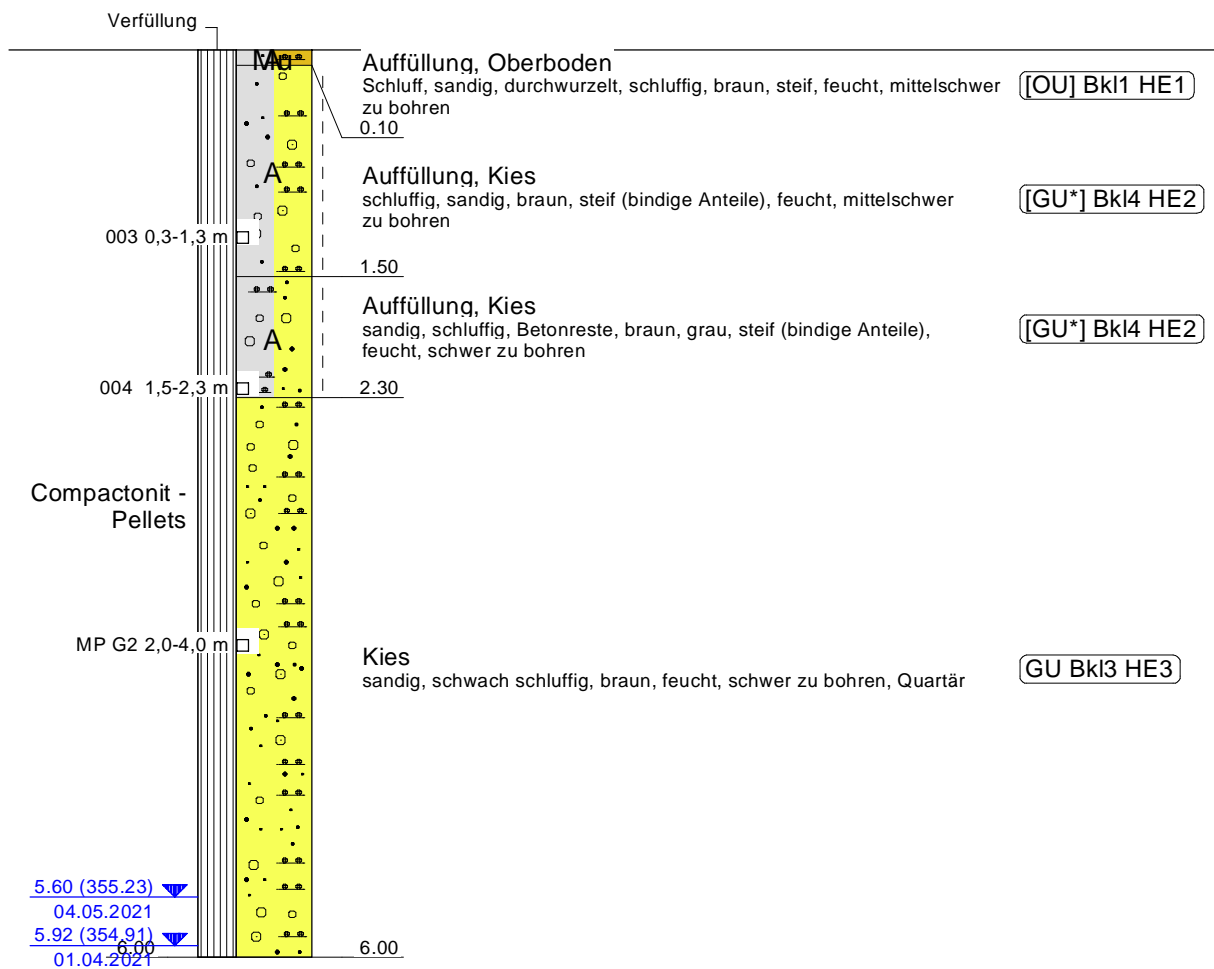 Verfüllung
Mu
A
Auffüllung, Oberboden
Schluff, sandig, durchwurzelt, schluffig, braun, steif, feucht, mittelschwer
zu bohren
[OU] Bkl1 HE1
0.10
A
Auffüllung, Kies
schluffig, sandig, braun, steif (bindige Anteile), feucht, mittelschwer
zu bohren
[GU*] Bkl4 HE2
003 0,3-1,3 m
1.50
A
Auffüllung, Kies
sandig, schluffig, Betonreste, braun, grau, steif (bindige Anteile),
feucht, schwer zu bohren
[GU*] Bkl4 HE2
004 1,5-2,3 m
2.30
Compactonit -
Pellets
MP G2 2,0-4,0 m
Kies
sandig, schwach schluffig, braun, feucht, schwer zu bohren, Quartär
GU Bkl3 HE3
5.60 (355.23)
04.05.2021
5.92 (354.91)
01.04.2021
6.00
6.00